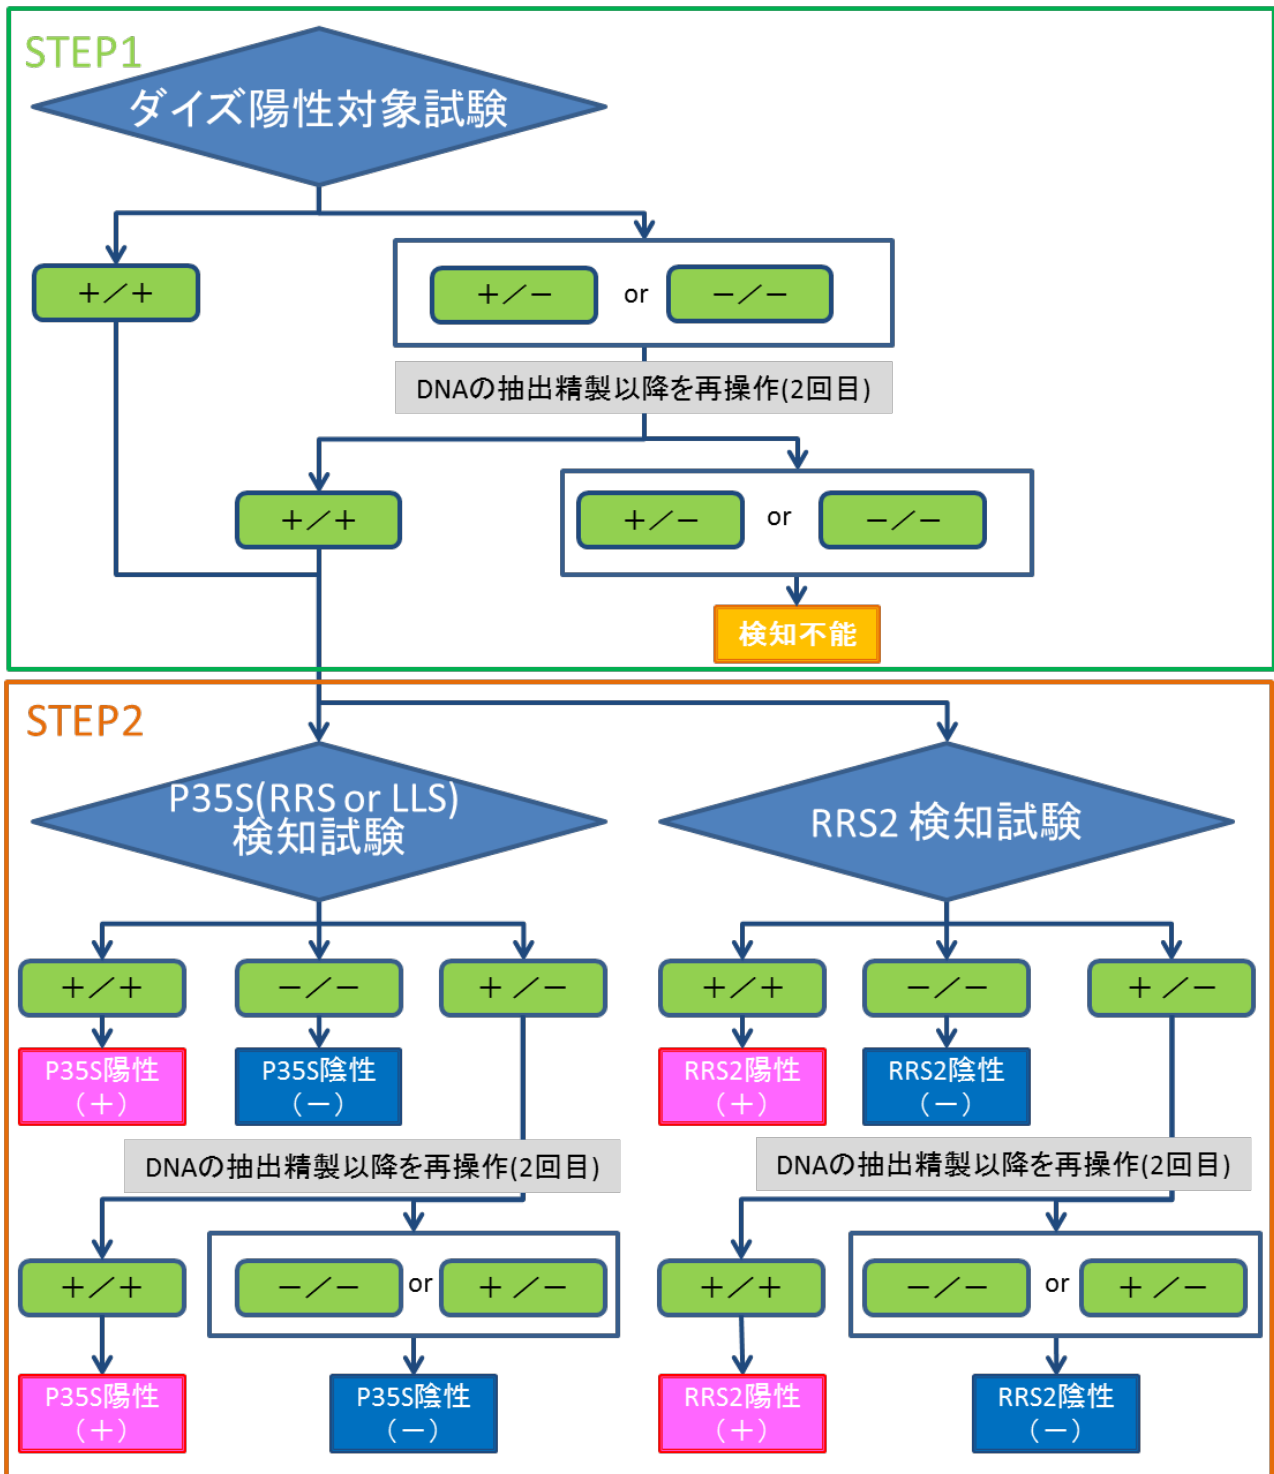 STEP1
ダイズ陽性対象試験
+/+
+/−
or
−/−
DNAの抽出精製以降を再操作(2回目)
+/+
+/−
or
−/−
検知不能
STEP2
P35S(RRS or LLS)
検知試験
RRS2 検知試験
+/+
−/−
+/−
+/+
−/−
+/−
P35S陽性
(+)
P35S陰性
(−)
RRS2陽性
(+)
RRS2陰性
(−)
DNAの抽出精製以降を再操作(2回目)
DNAの抽出精製以降を再操作(2回目)
+/+
−/−
or
+/−
+/+
−/−
or
+/−
P35S陽性
(+)
P35S陰性
(−)
RRS2陽性
(+)
RRS2陰性
(−)